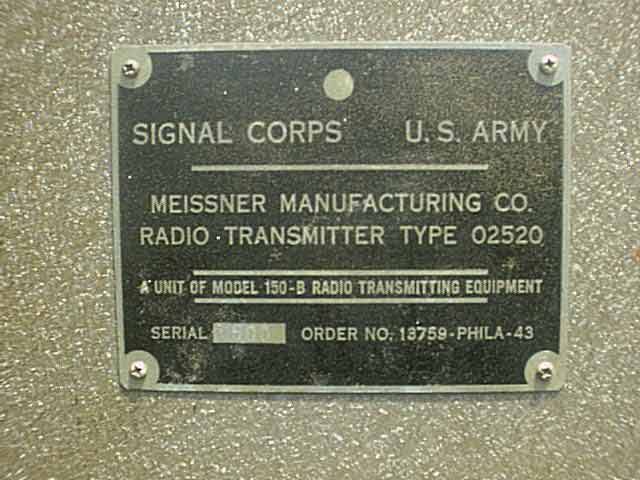 SIGNAL CORPS U.S. ARMY
MEISSNER MANUFACTURING CO.
RADIO TRANSMITTER TYPE 02520
A UNIT OF MODEL 150-B RADIO TRANSMITTING EQUIPMENT
SERIAL ORDER NO. 13759-PHILA-43